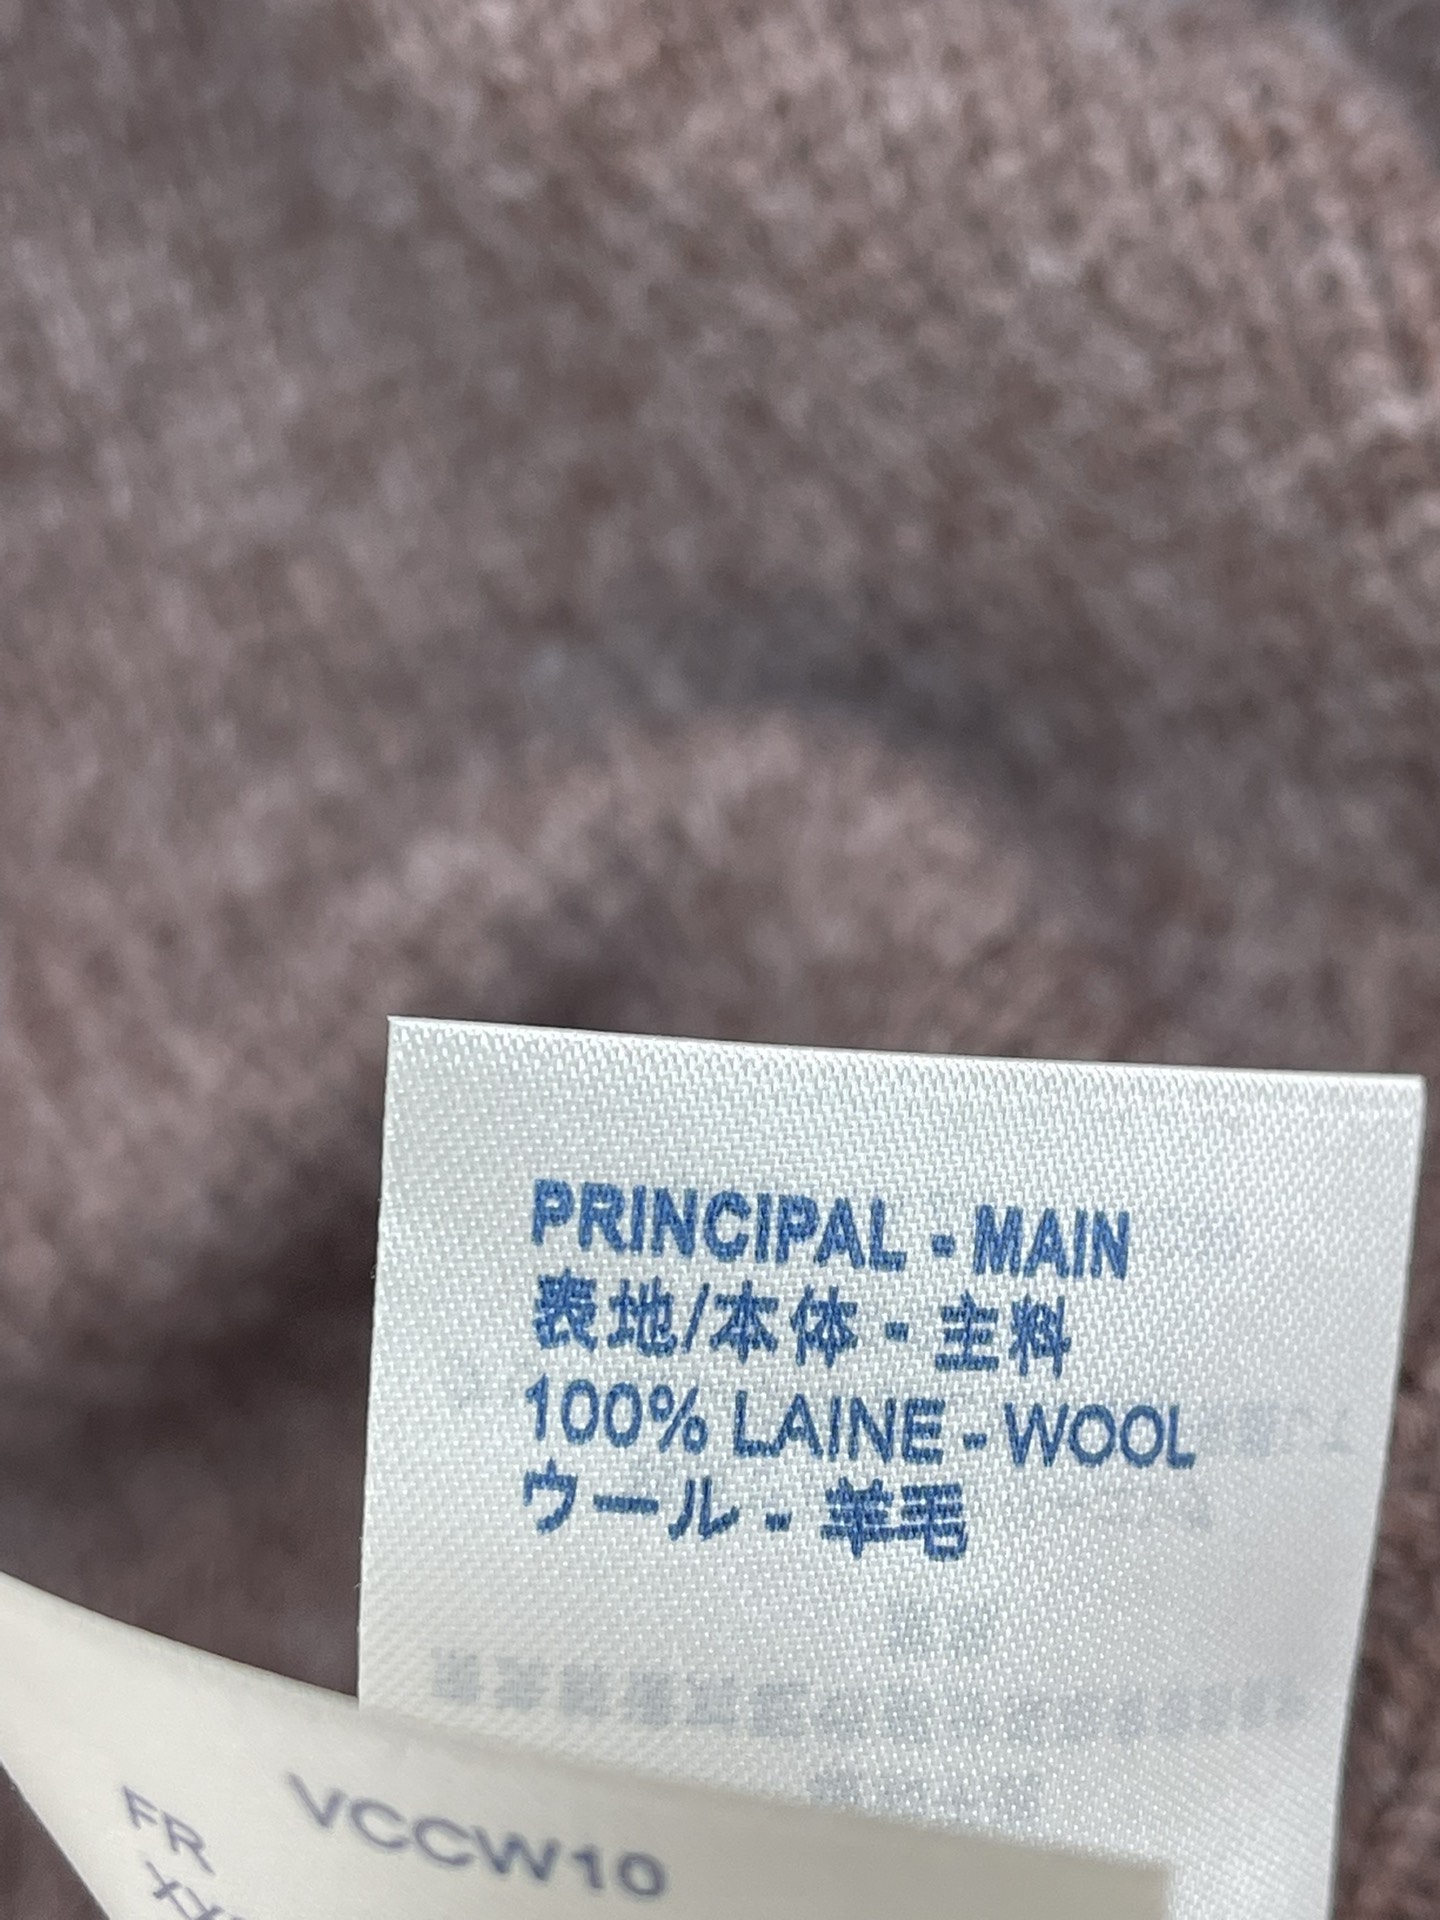 PRINCIPAL - MAIN
表地/本体 - 主料
100% LAINE - WOOL
ウール - 羊毛
VCCW10
FR